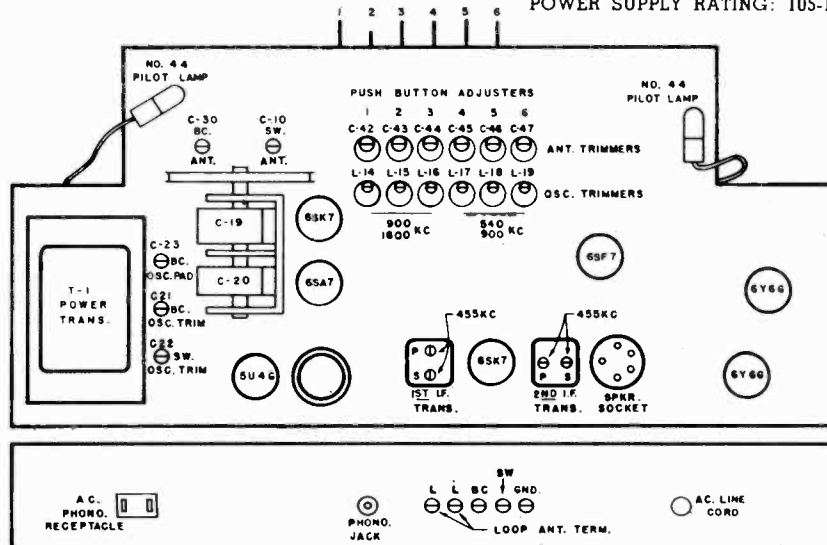 POWER SUPPLY RATING: 105-1
1 2 3 4 5 6
NO. 44
PILOT LAMP
PUSH BUTTON ADJUSTERS
1 2 3 4 5 6
NO. 44
PILOT LAMP
C-30
BC.
ANT.
C-10
SW.
ANT.
C-42 C-43 C-44 C-45 C-46 C-47
ANT. TRIMMERS
L-14 L-15 L-16 L-17 L-18 L-19
OSC. TRIMMERS
900
1600 KC
540
900 KC
C-19
6SK7
6SF7
C-23
BC.
OSC. PAD
C-20
6SA7
6Y6G
T-1
POWER
TRANS.
C21
BC.
OSC. TRIM
C22
SW.
OSC. TRIM
455KC
455KC
P
S
6SK7
P S
5U4G
6Y6G
1ST I.F.
TRANS.
2ND I.F.
TRANS.
SPKR.
SOCKET
A.C.
PHONO.
RECEPTACLE
PHONO.
JACK
L L BC SW GND.
LOOP ANT. TERM.
AC. LINE
CORD